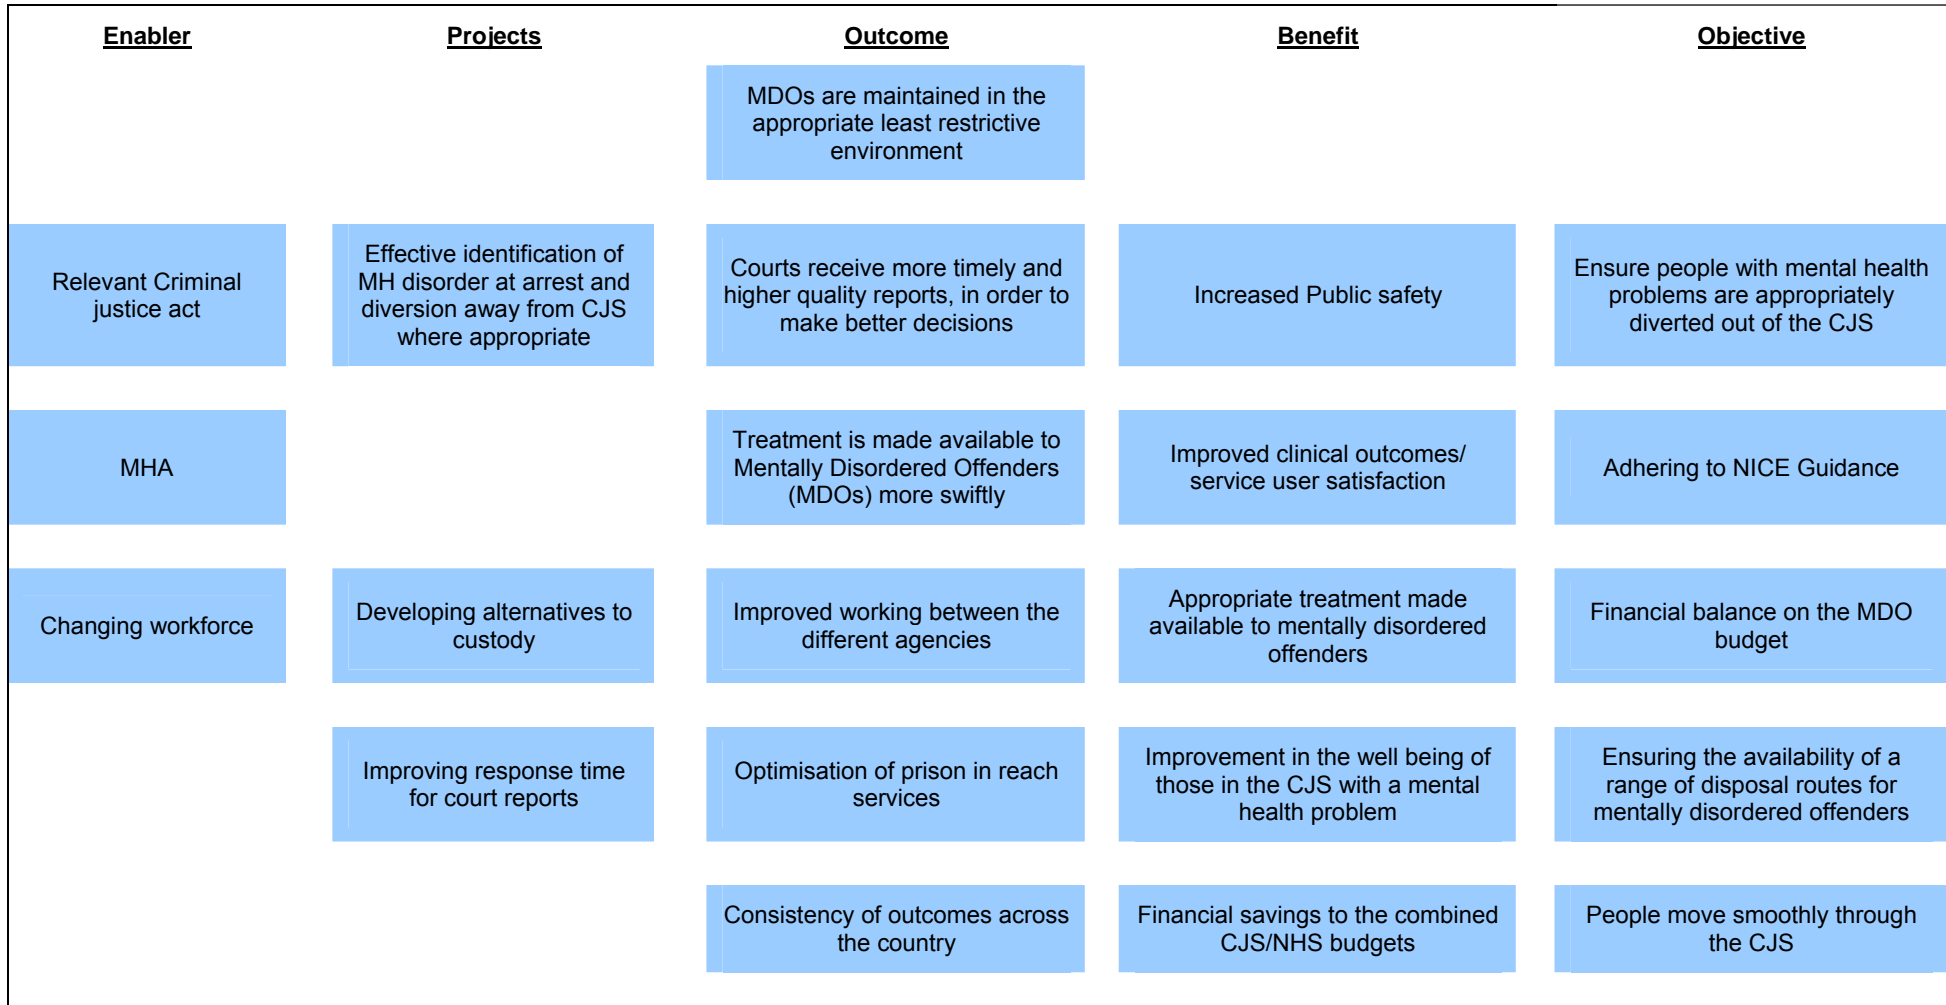 Enabler
Projects
Outcome
Benefit
Objective
MDOs are maintained in the
appropriate least restrictive
environment
Relevant Criminal
justice act
Effective identification of
MH disorder at arrest and
diversion away from CJS
where appropriate
Courts receive more timely and
higher quality reports, in order to
make better decisions
Increased Public safety
Ensure people with mental health
problems are appropriately
diverted out of the CJS
MHA
Treatment is made available to
Mentally Disordered Offenders
(MDOs) more swiftly
Improved clinical outcomes/
service user satisfaction
Adhering to NICE Guidance
Changing workforce
Developing alternatives to
custody
Improved working between the
different agencies
Appropriate treatment made
available to mentally disordered
offenders
Financial balance on the MDO
budget
Improving response time
for court reports
Optimisation of prison in reach
services
Improvement in the well being of
those in the CJS with a mental
health problem
Ensuring the availability of a
range of disposal routes for
mentally disordered offenders
Consistency of outcomes across
the country
Financial savings to the combined
CJS/NHS budgets
People move smoothly through
the CJS